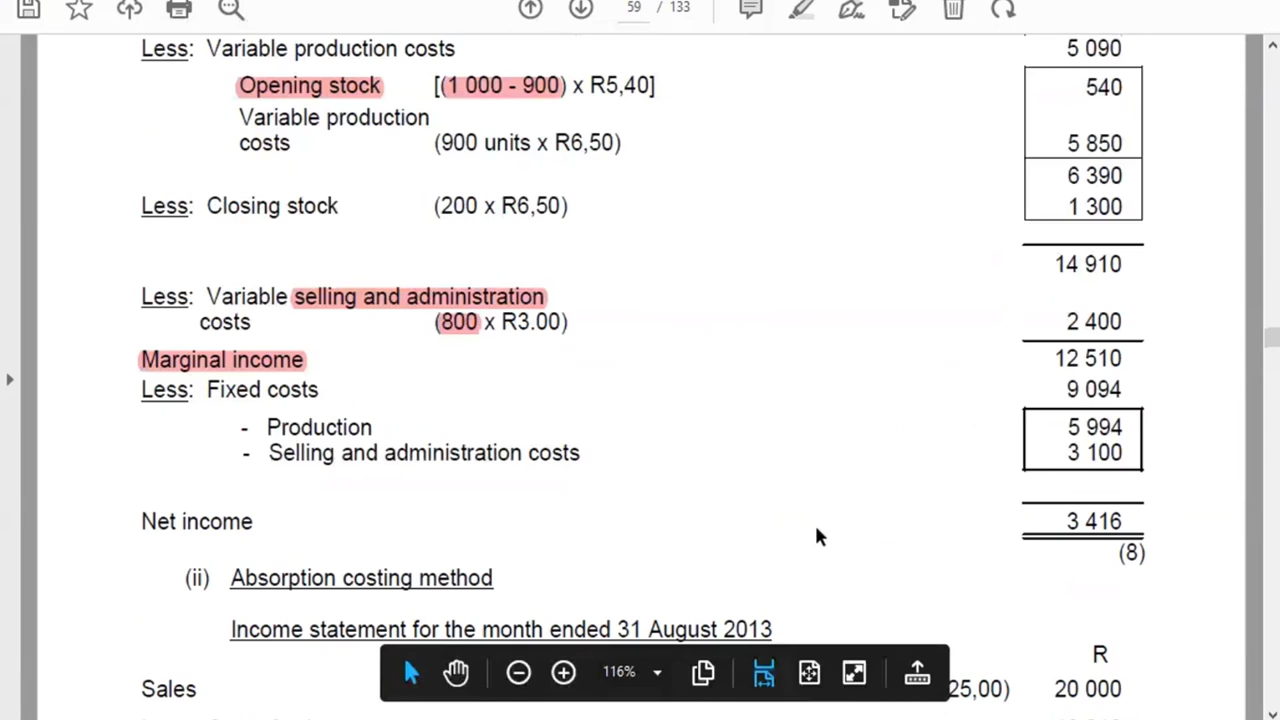 59 / 133
Less: Variable production costs 5 090
Opening stock [(1 000 - 900) x R5,40] 540
Variable production
costs (900 units x R6,50) 5 850
6 390
Less: Closing stock (200 x R6,50) 1 300
14 910
Less: Variable selling and administration
costs (800 x R3.00) 2 400
Marginal income 12 510
Less: Fixed costs 9 094
- Production 5 994
- Selling and administration costs 3 100
Net income 3 416
(8)
(ii) Absorption costing method
Income statement for the month ended 31 August 2013
R
116%
Sales 25,00) 20 000